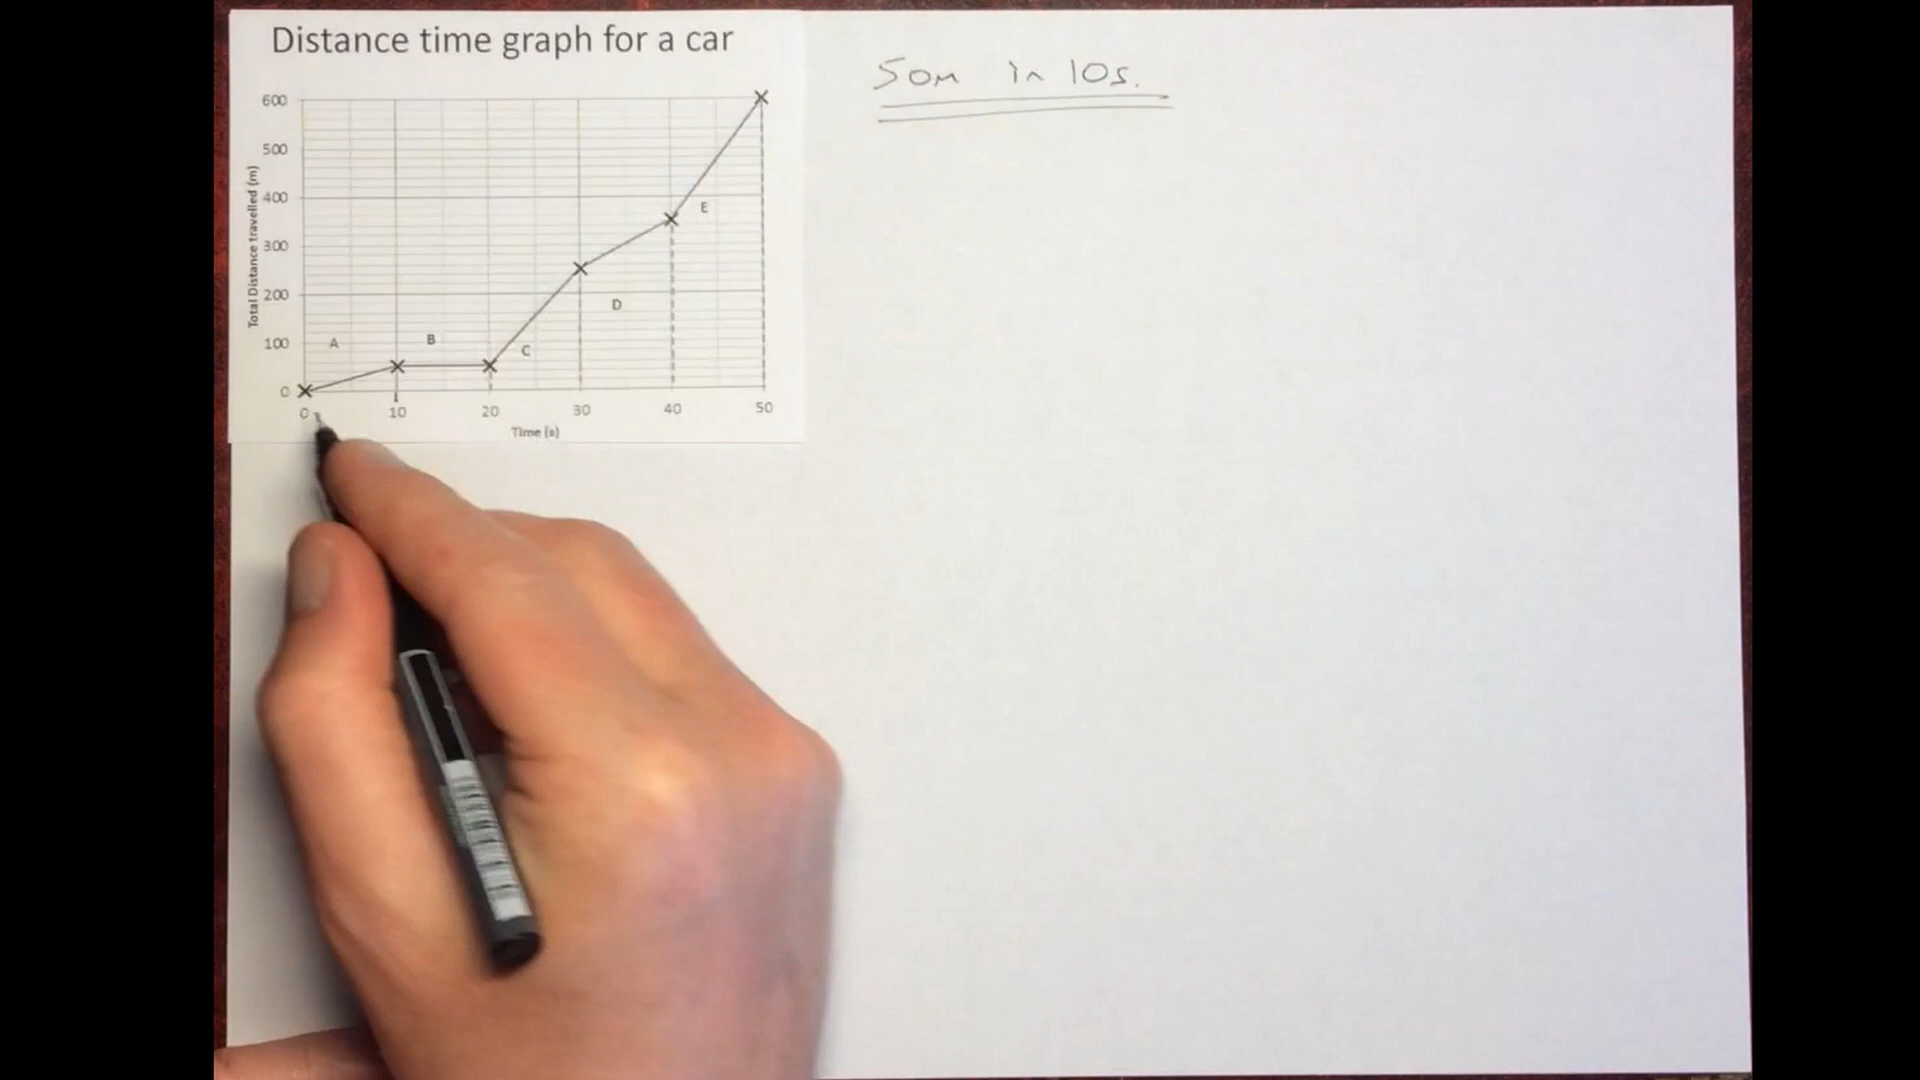 Distance time graph for a car
50m in 10s.
600
500
400
300
200
100
0
Total Distance travelled (m)
A
B
C
D
E
0 10 20 30 40 50
Time (s)